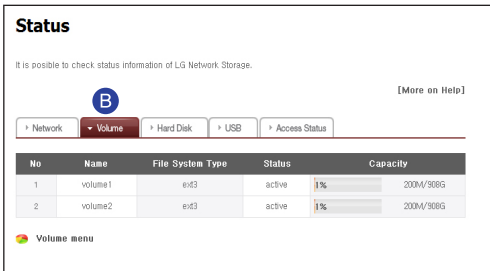 Status
It is posible to check status information of LG Network Storage.
[More on Help]
B
Network Volume Hard Disk USB Access Status
No Name File System Type Status Capacity
1 volume1 ext3 active 1% 200M/908G
2 volume2 ext3 active 1% 200M/908G
Volume menu